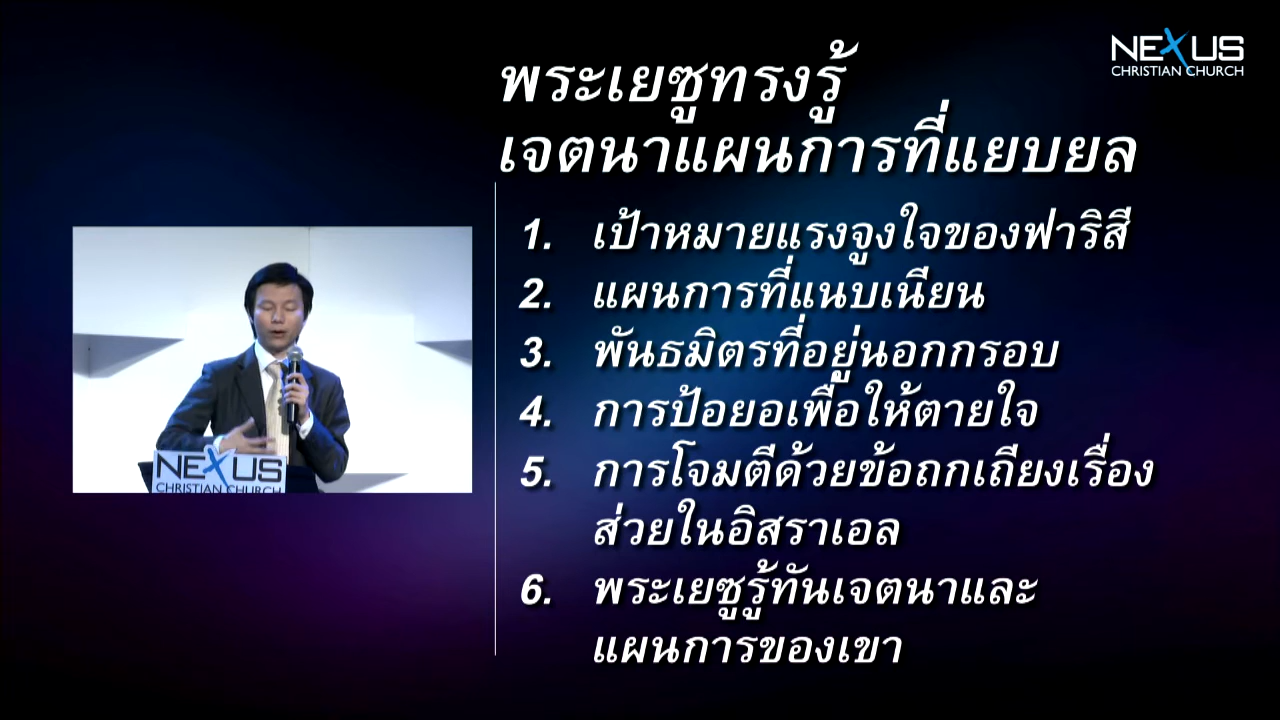 NEXUS
CHRISTIAN CHURCH
พระเยซูทรงรู้
เจตนาแผนการที่แยบยล
1. เป้าหมายแรงจูงใจของฟาริสี
2. แผนการที่แนบเนียน
3. พันธมิตรที่อยู่นอกกรอบ
4. การป้อยอเพื่อให้ตายใจ
5. การโจมตีด้วยข้อถกเถียงเรื่อง
ส่วยในอิสราเอล
6. พระเยซูรู้ทันเจตนาและ
แผนการของเขา
NEXUS
CHRISTIAN CHURCH